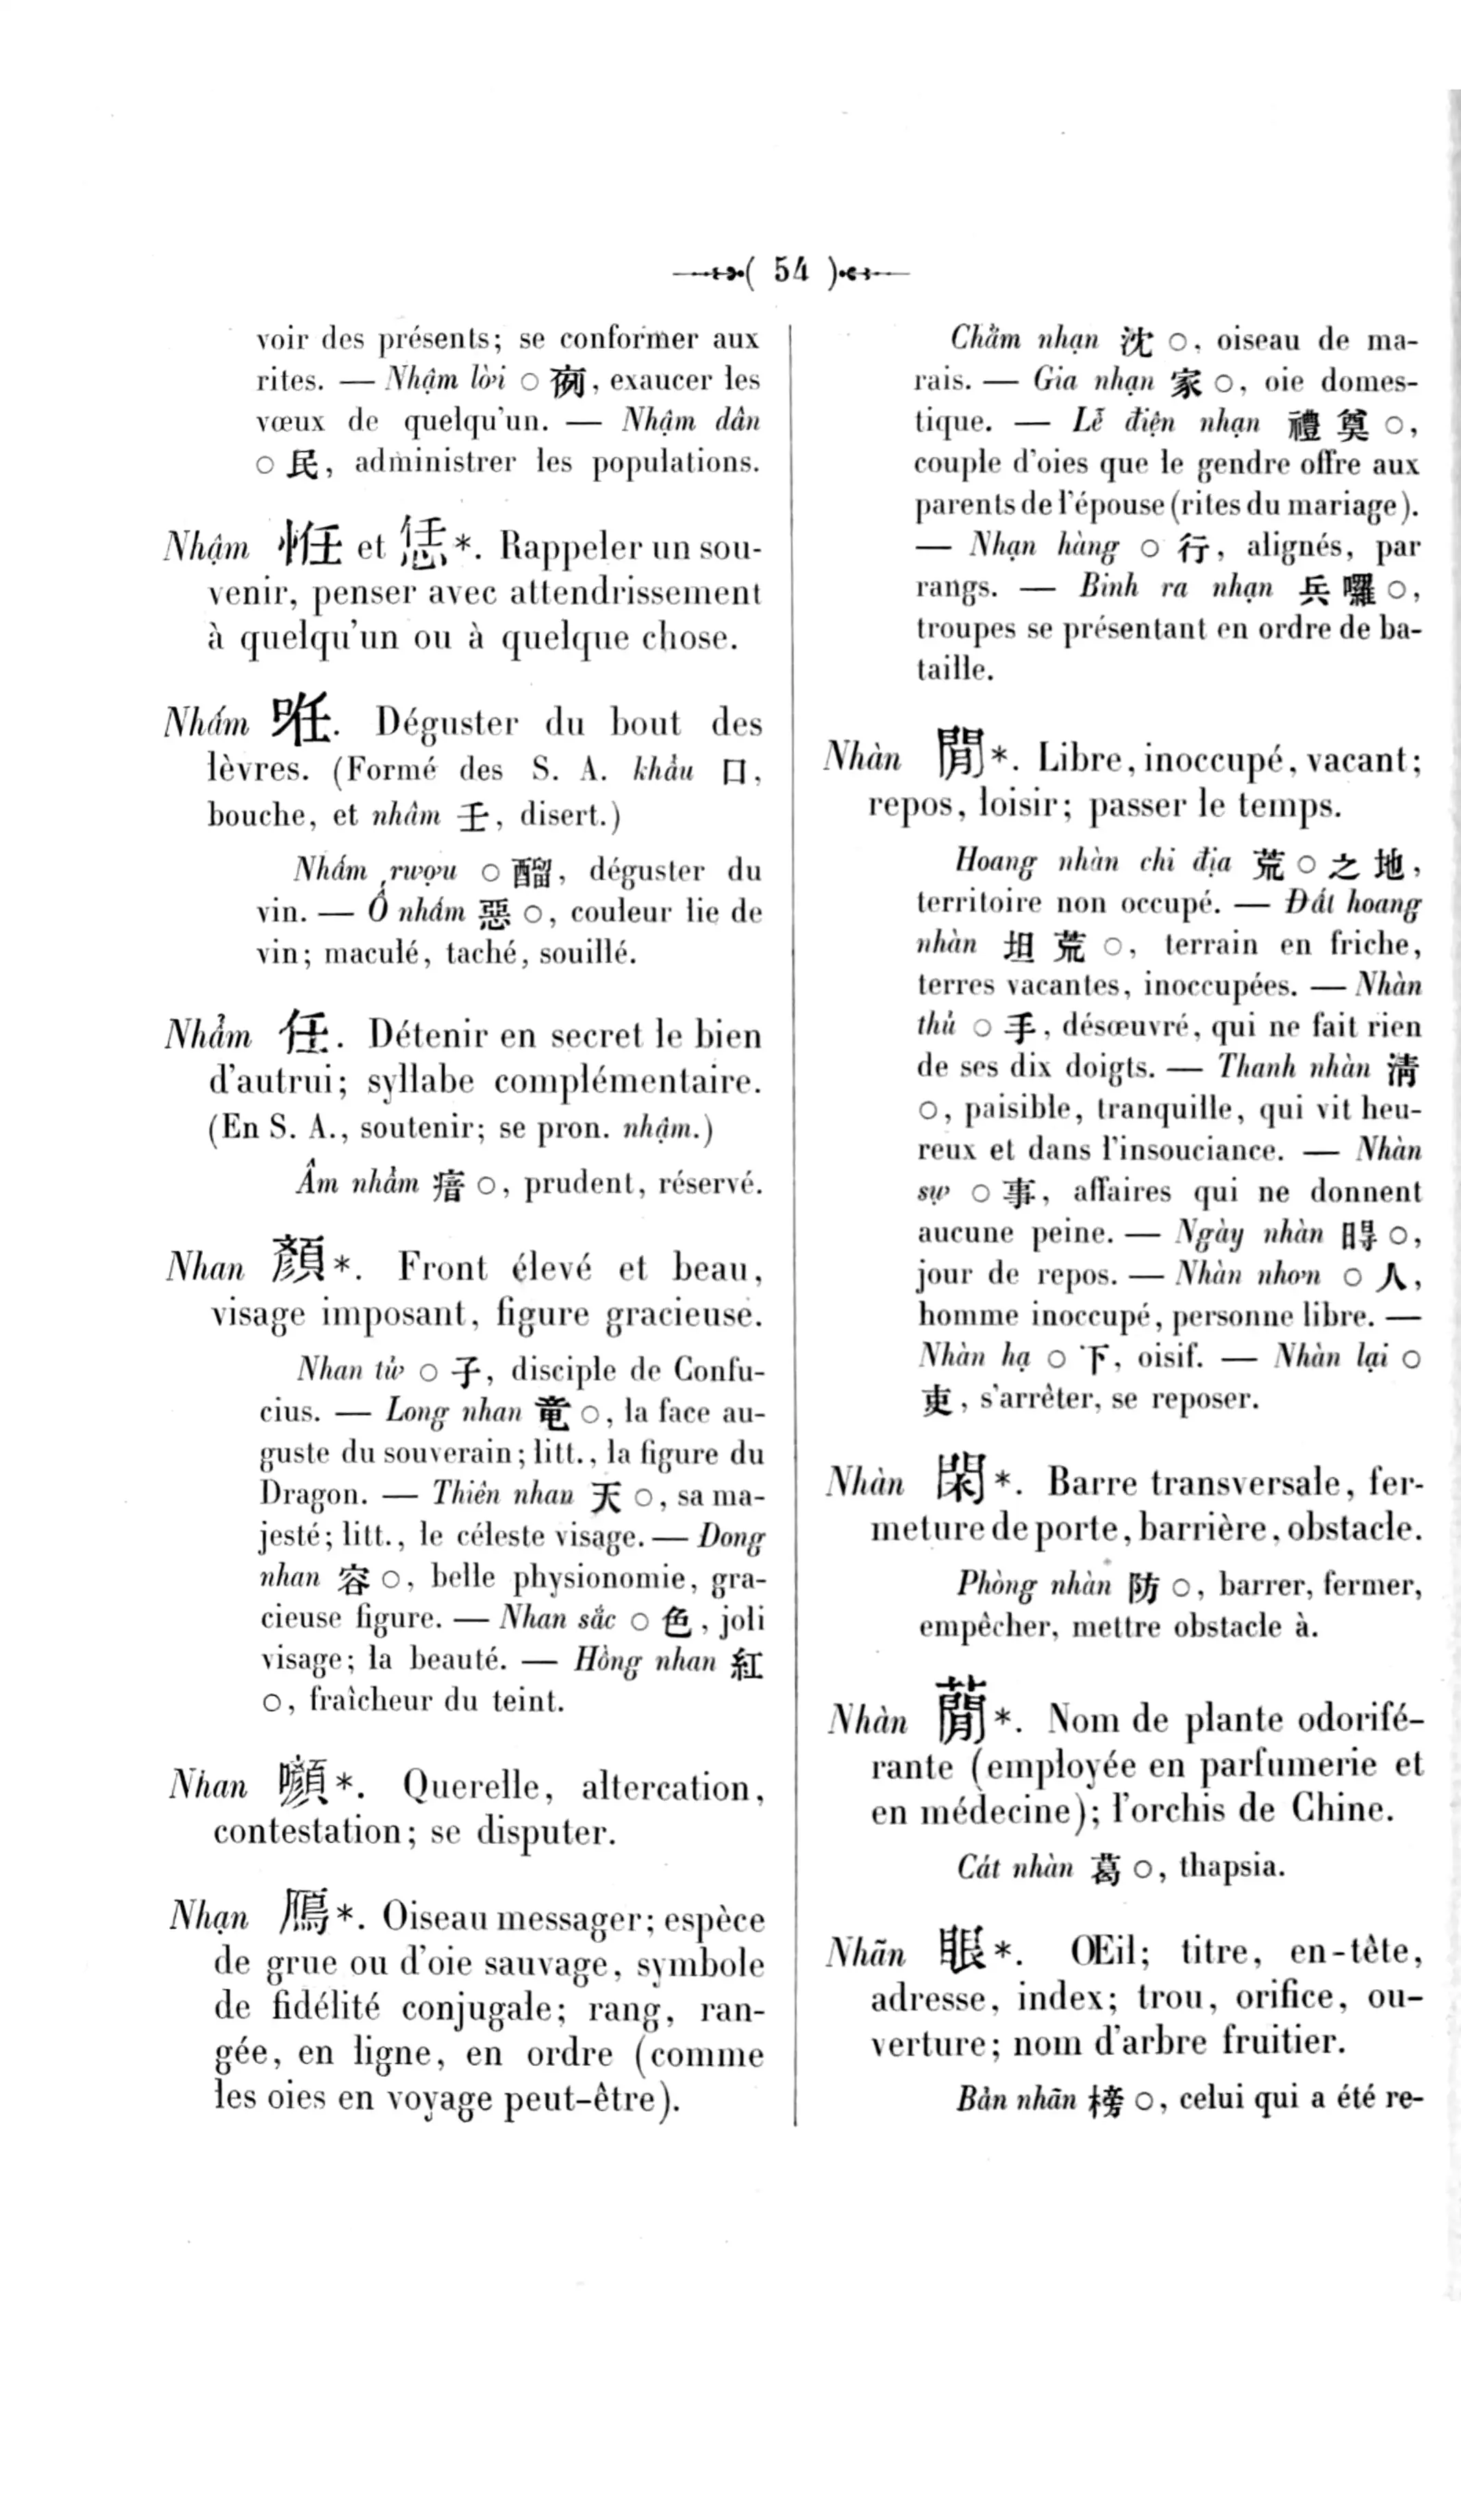 ( 54 )
voir des présents; se conformer aux
rites. — Nhậm lời ○, exaucer les
vœux de quelqu'un. — Nhậm dân
○ 民, administrer les populations.
Nhậm 恁 et 恁*. Rappeler un sou-
venir, penser avec attendrissement
à quelqu'un ou à quelque chose.
Nhắm 㕥. Déguster du bout des
lèvres. (Formé des S. A. khẩu 口,
bouche, et nhâm 壬, disert.)
Nhắm rượu ○ 醠, déguster du
vin. — Ố nhắm 惡 ○, couleur lie de
vin; maculé, taché, souillé.
Nhẩm 任. Détenir en secret le bien
d'autrui; syllabe complémentaire.
(En S. A., soutenir; se pron. nhậm.)
Âm nhẩm 瘖 ○, prudent, réservé.
Nhan 顏*. Front élevé et beau,
visage imposant, figure gracieuse.
Nhan tử ○ 子, disciple de Confu-
cius. — Long nhan 竜 ○, la face au-
guste du souverain; litt., la figure du
Dragon. — Thiên nhan 天 ○, sa ma-
jesté; litt., le céleste visage. — Dong
nhan 容 ○, belle physionomie, gra-
cieuse figure. — Nhan sắc ○ 色, joli
visage; la beauté. — Hồng nhan 紅
○, fraîcheur du teint.
Nhan 嚬*. Querelle, altercation,
contestation; se disputer.
Nhạn 鴈*. Oiseau messager; espèce
de grue ou d'oie sauvage, symbole
de fidélité conjugale; rang, ran-
gée, en ligne, en ordre (comme
les oies en voyage peut-être).
Chằm nhạn 沈 ○, oiseau de ma-
rais. — Gia nhạn 家 ○, oie domes-
tique. — Lễ điện nhạn 禮 奠 ○,
couple d'oies que le gendre offre aux
parents de l'épouse (rites du mariage).
— Nhạn hàng ○ 行, alignés, par
rangs. — Binh ra nhạn 兵 囉 ○,
troupes se présentant en ordre de ba-
taille.
Nhàn 閒*. Libre, inoccupé, vacant;
repos, loisir; passer le temps.
Hoang nhàn chi địa 荒 ○ 之 地,
territoire non occupé. — Đất hoang
nhàn 坦 荒 ○, terrain en friche,
terres vacantes, inoccupées. — Nhàn
thủ ○ 手, désœuvré, qui ne fait rien
de ses dix doigts. — Thanh nhàn 清
○, paisible, tranquille, qui vit heu-
reux et dans l'insouciance. — Nhàn
sự ○ 事, affaires qui ne donnent
aucune peine. — Ngày nhàn ○,
jour de repos. — Nhàn nhơn ○ 人,
homme inoccupé, personne libre. —
Nhàn hạ ○ 下, oisif. — Nhàn lại ○
吏, s'arrêter, se reposer.
Nhàn 閑*. Barre transversale, fer-
meture de porte, barrière, obstacle.
Phòng nhàn 防 ○, barrer, fermer,
empêcher, mettre obstacle à.
Nhàn 蕑*. Nom de plante odorifé-
rante (employée en parfumerie et
en médecine); l'orchis de Chine.
Cát nhàn 葛 ○, thapsia.
Nhãn 眼*. Œil; titre, en-tête,
adresse, index; trou, orifice, ou-
verture; nom d'arbre fruitier.
Bản nhãn 榜 ○, celui qui a été re-